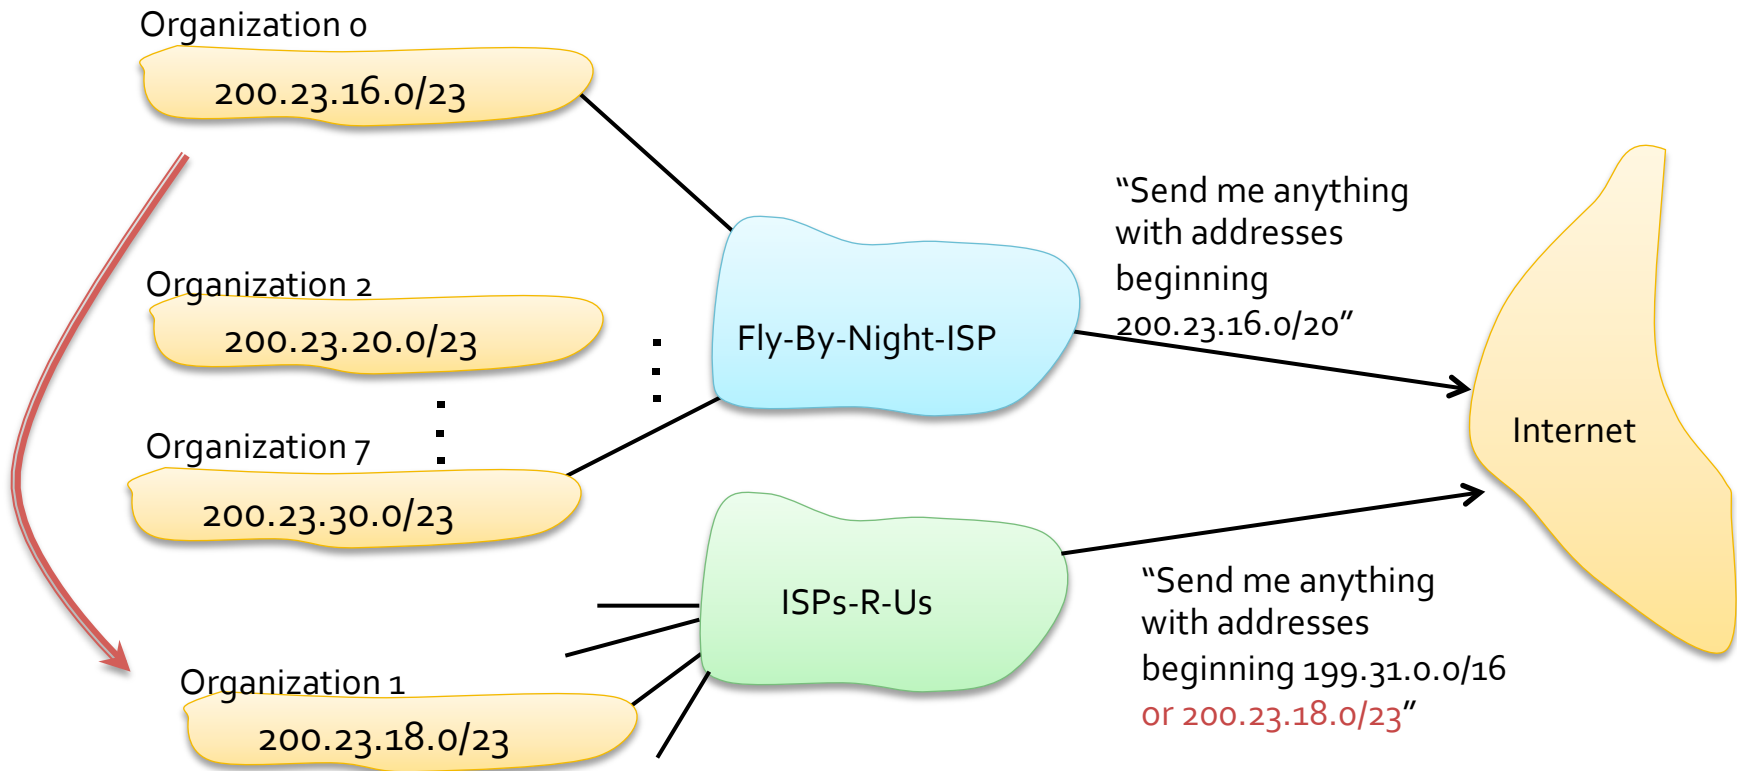 Organization 0
200.23.16.0/23
Organization 2
200.23.20.0/23
Organization 7
200.23.30.0/23
Organization 1
200.23.18.0/23
Fly-By-Night-ISP
ISPs-R-Us
“Send me anything
with addresses
beginning
200.23.16.0/20”
“Send me anything
with addresses
beginning 199.31.0.0/16
or 200.23.18.0/23”
Internet